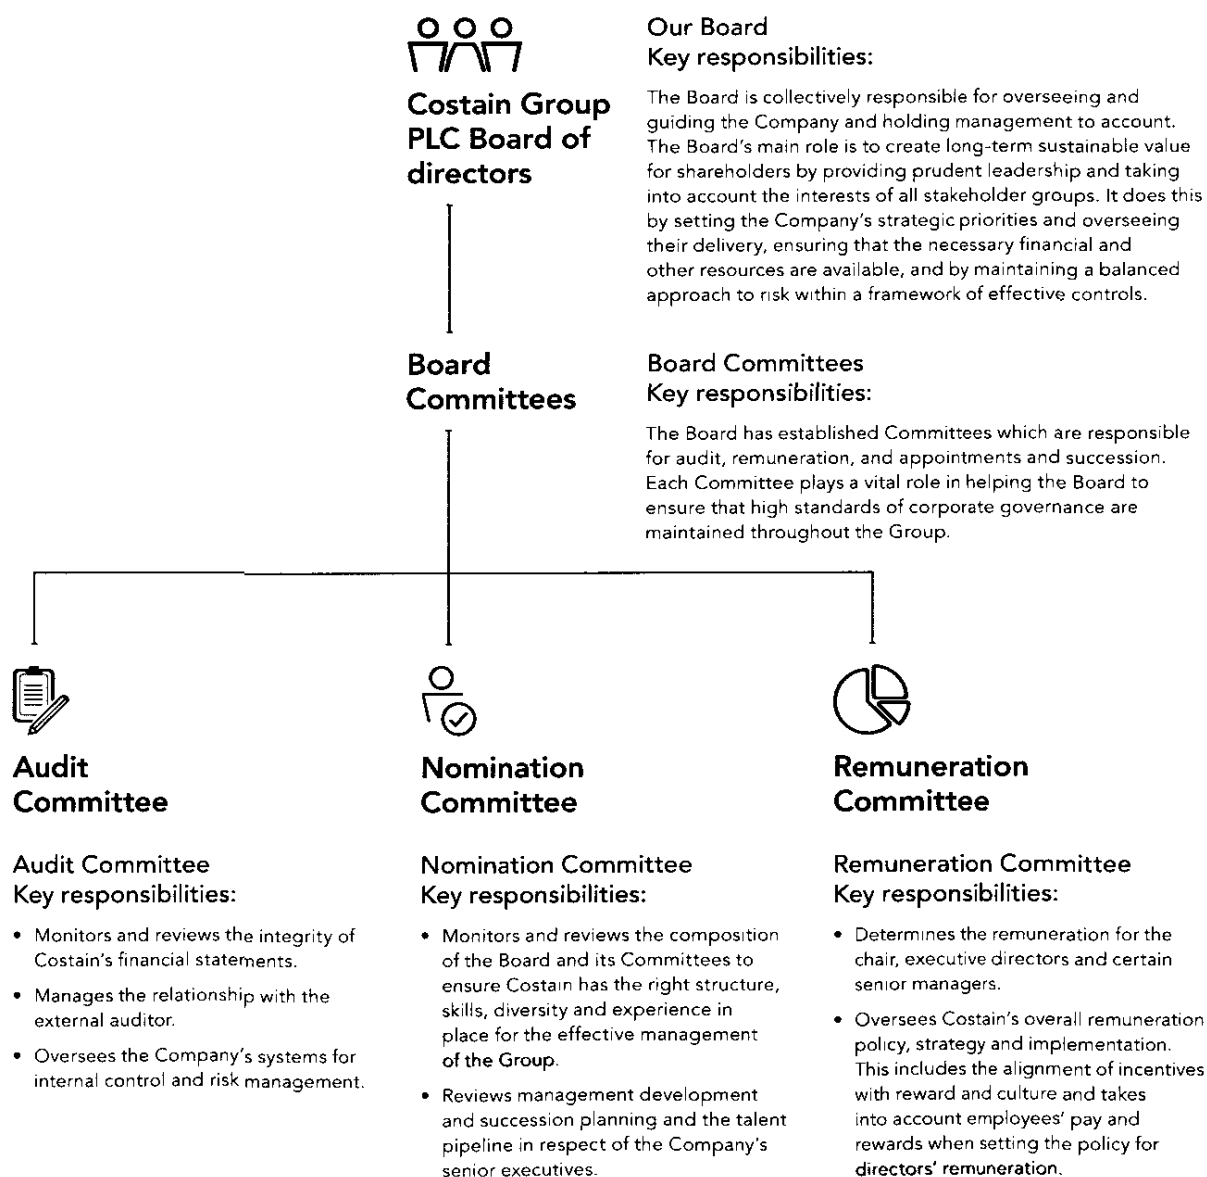 Costain Group
PLC Board of
directors
Our Board
Key responsibilities:
The Board is collectively responsible for overseeing and
guiding the Company and holding management to account.
The Board's main role is to create long-term sustainable value
for shareholders by providing prudent leadership and taking
into account the interests of all stakeholder groups. It does this
by setting the Company's strategic priorities and overseeing
their delivery, ensuring that the necessary financial and
other resources are available, and by maintaining a balanced
approach to risk within a framework of effective controls.
Board
Committees
Board Committees
Key responsibilities:
The Board has established Committees which are responsible
for audit, remuneration, and appointments and succession.
Each Committee plays a vital role in helping the Board to
ensure that high standards of corporate governance are
maintained throughout the Group.
Audit
Committee
Audit Committee
Key responsibilities:
• Monitors and reviews the integrity of
Costain's financial statements.
• Manages the relationship with the
external auditor.
• Oversees the Company's systems for
internal control and risk management.
Nomination
Committee
Nomination Committee
Key responsibilities:
• Monitors and reviews the composition
of the Board and its Committees to
ensure Costain has the right structure,
skills, diversity and experience in
place for the effective management
of the Group.
• Reviews management development
and succession planning and the talent
pipeline in respect of the Company's
senior executives.
Remuneration
Committee
Remuneration Committee
Key responsibilities:
• Determines the remuneration for the
chair, executive directors and certain
senior managers.
• Oversees Costain's overall remuneration
policy, strategy and implementation.
This includes the alignment of incentives
with reward and culture and takes
into account employees' pay and
rewards when setting the policy for
directors' remuneration.